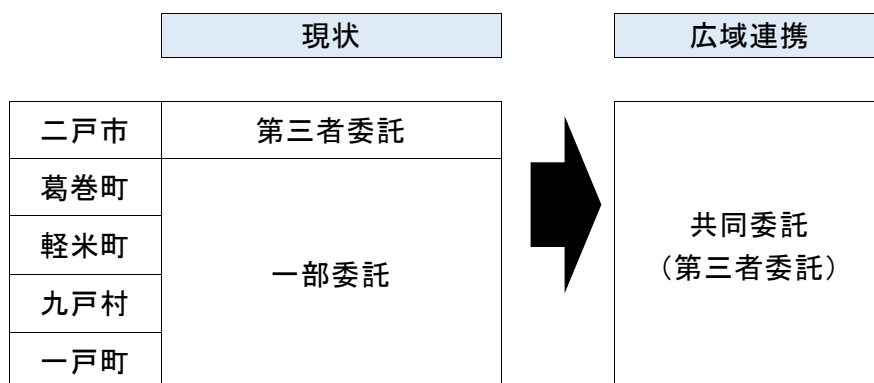 現状
広域連携
二戸市
第三者委託
葛巻町
軽米町
九戸村
一戸町
一部委託
共同委託
（第三者委託）